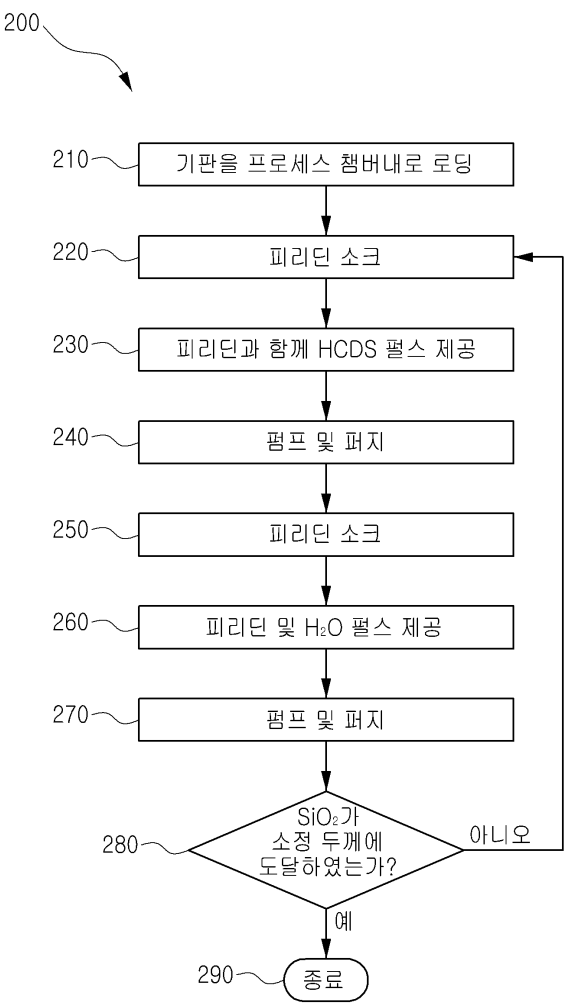 200
210 기판을 프로세스 챔버내로 로딩
220 피리딘 소크
230 피리딘과 함께 HCDS 펄스 제공
240 펌프 및 퍼지
250 피리딘 소크
260 피리딘 및 H₂O 펄스 제공
270 펌프 및 퍼지
SiO₂가
280 소정 두께에 아니오
도달하였는가?
예
290 종료